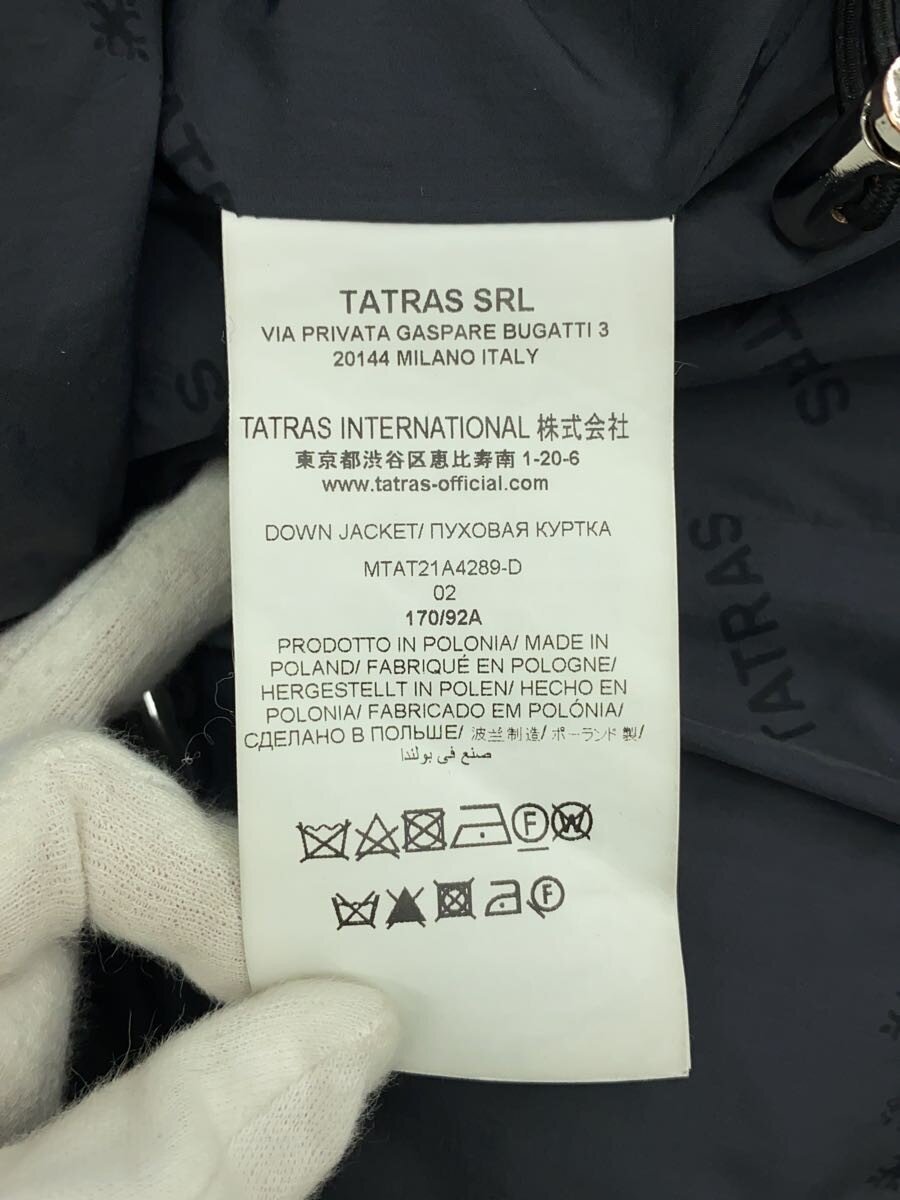 TATRAS SRL
VIA PRIVATA GASPARE BUGATTI 3
20144 MILANO ITALY
TATRAS INTERNATIONAL 株式会社
東京都渋谷区恵比寿南 1-20-6
www.tatras-official.com
DOWN JACKET/ ПУХОВАЯ КУРТКА
MTAT21A4289-D
02
170/92A
PRODOTTO IN POLONIA/ MADE IN
POLAND/ FABRIQUÉ EN POLOGNE/
HERGESTELLT IN POLEN/ HECHO EN
POLONIA/ FABRICADO EM POLÓNIA/
СДЕЛАНО В ПОЛЬШЕ/ 波兰制造/ ポーランド製/
صنع في بولندا
F W
F
TATRAS